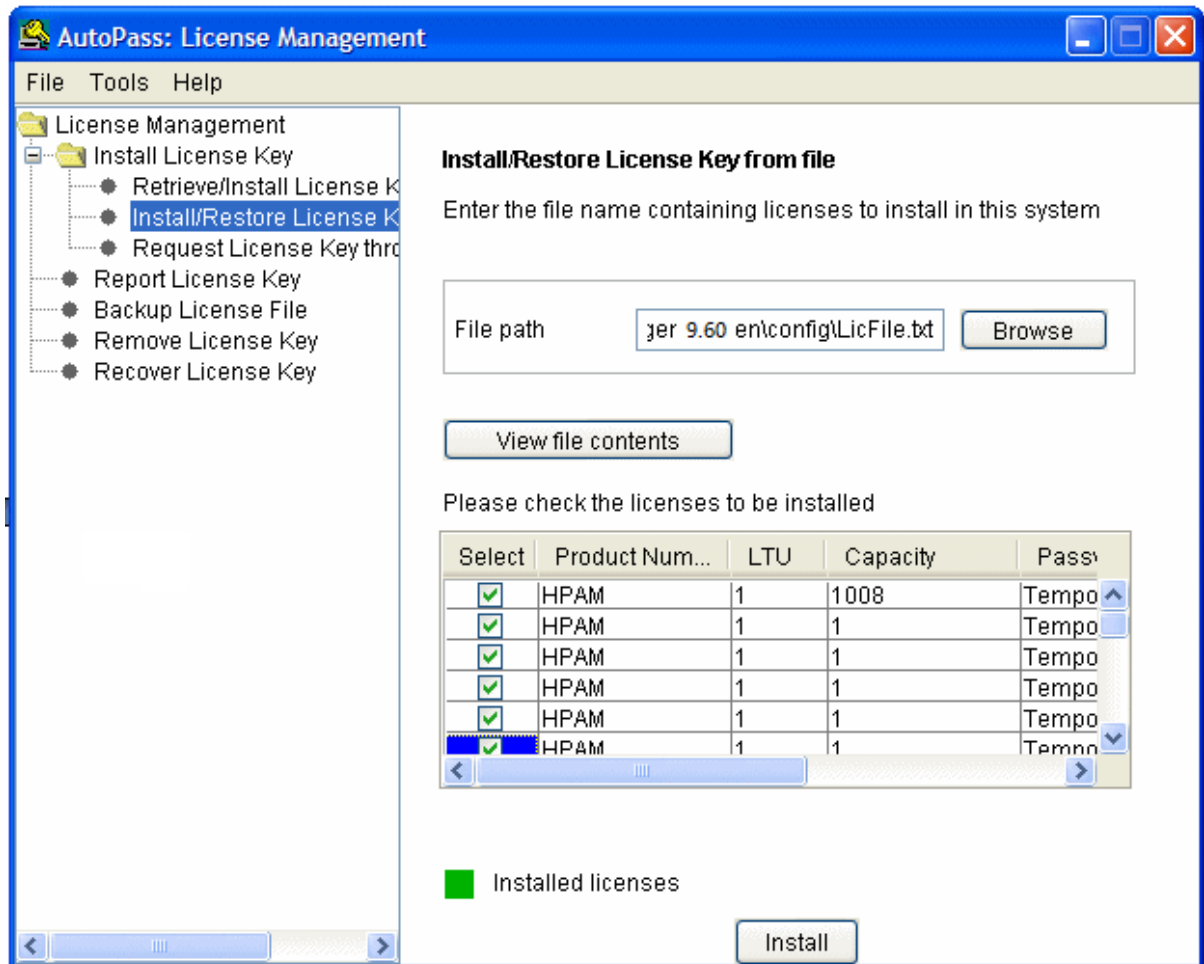 AutoPass: License Management
File Tools Help
License Management
Install License Key
Retrieve/Install License K
Install/Restore License K
Request License Key thro
Report License Key
Backup License File
Remove License Key
Recover License Key
Install/Restore License Key from file
Enter the file name containing licenses to install in this system
File path ger 9.60 en\config\LicFile.txt Browse
View file contents
Please check the licenses to be installed
Select Product Num... LTU Capacity Passv
HPAM 1 1008 Tempo
HPAM 1 1 Tempo
HPAM 1 1 Tempo
HPAM 1 1 Tempo
HPAM 1 1 Tempo
HPAM 1 1 Tempo
Installed licenses
Install